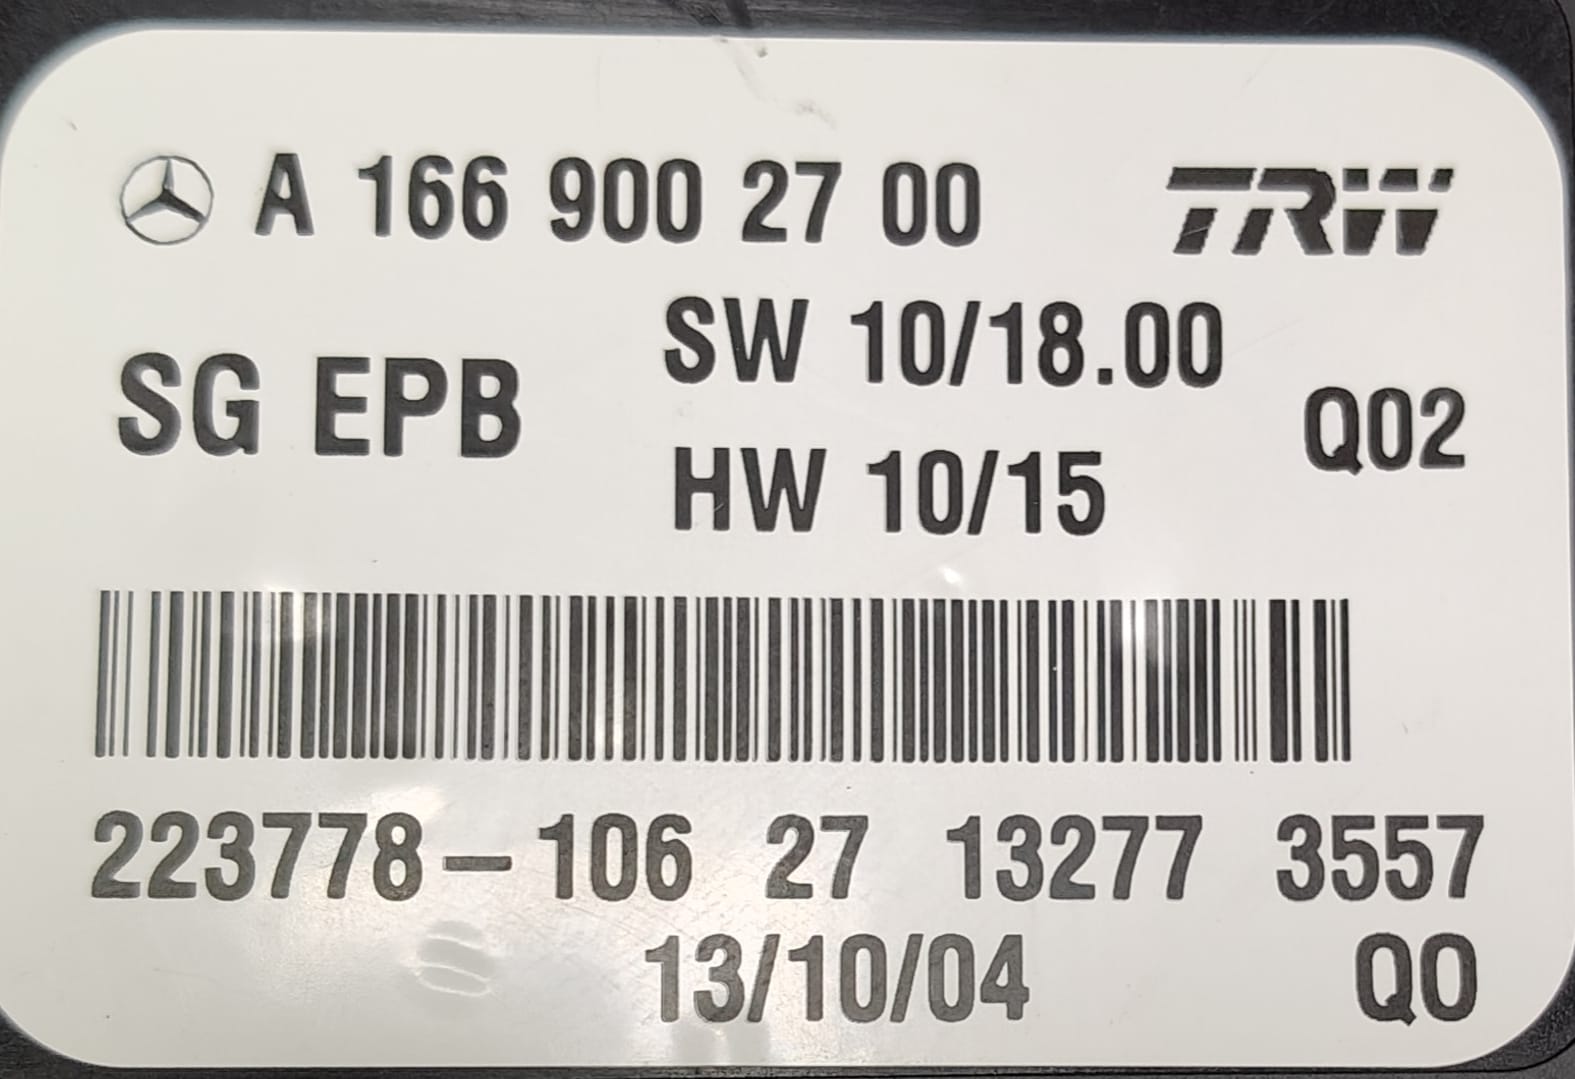 A 166 900 27 00 TRW
SW 10/18.00
SG EPB Q02
HW 10/15
223778-106 27 13277 3557
13/10/04 QO